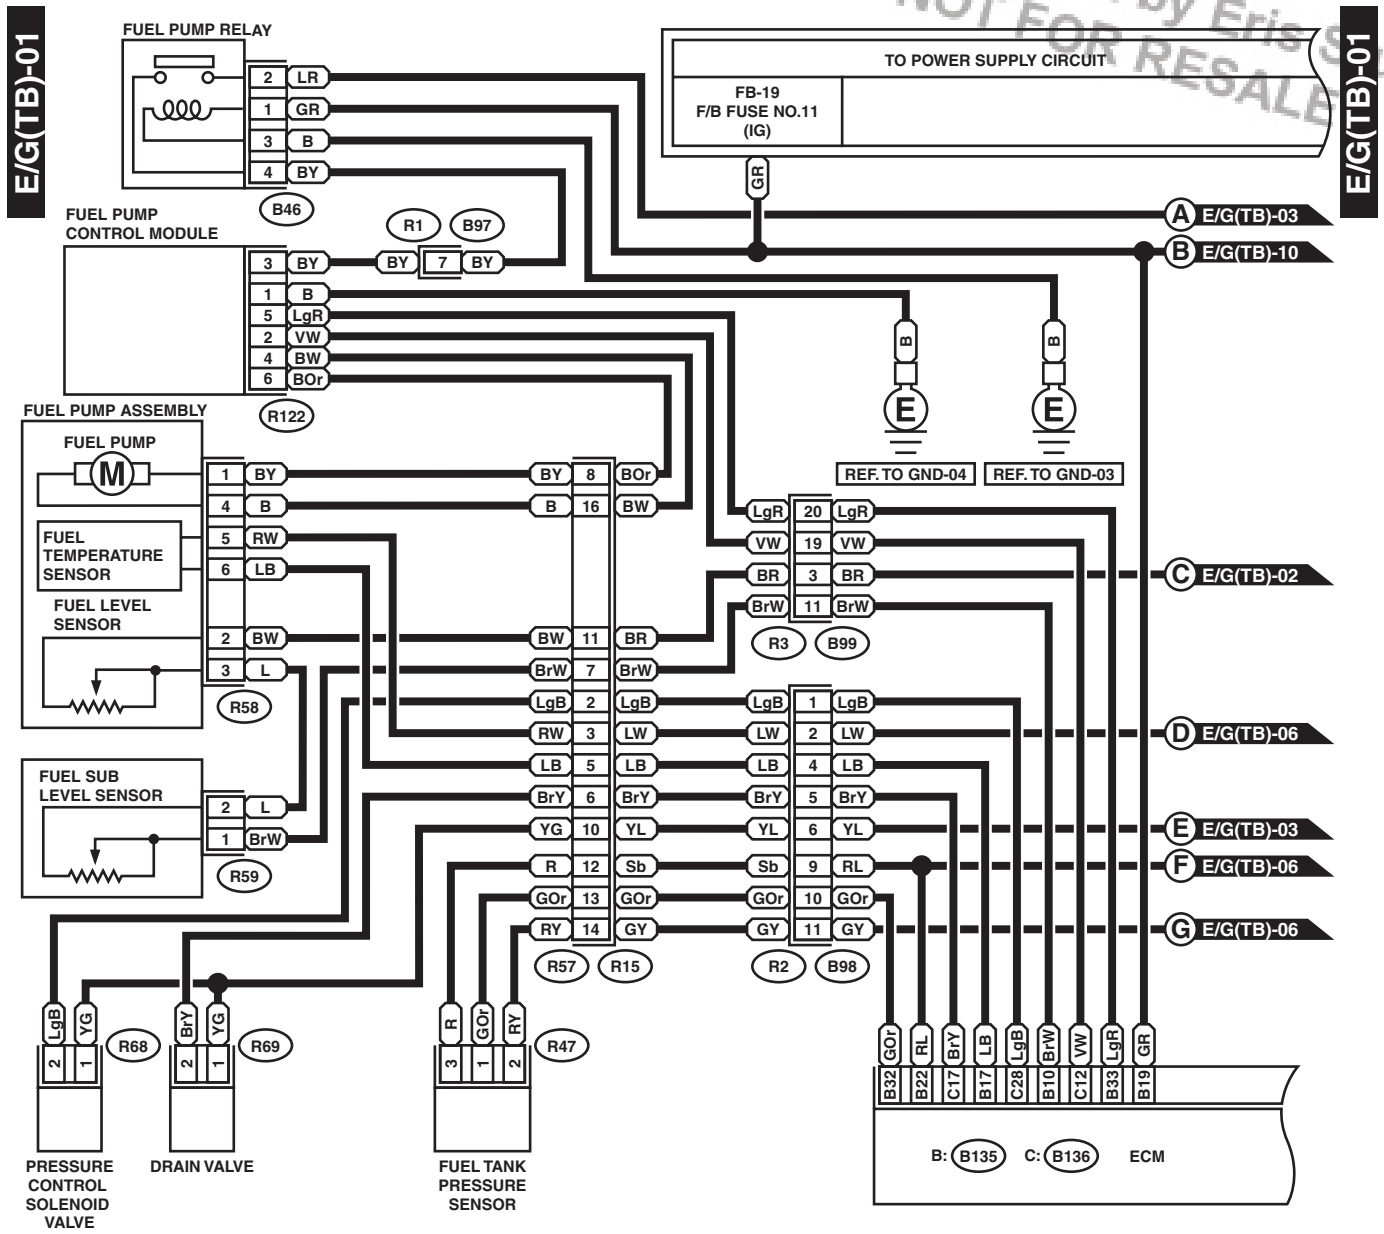 E/G(TB)-01
by Eris S
NOT FOR RESALE
E/G(TB)-01
FUEL PUMP RELAY
2 LR
1 GR
3 B
4 BY
B46
TO POWER SUPPLY CIRCUIT
FB-19
F/B FUSE NO.11
(IG)
GR
A E/G(TB)-03
B E/G(TB)-10
FUEL PUMP
CONTROL MODULE
R1 B97
3 BY BY 7 BY
1 B
5 LgR
2 VW
4 BW
6 BOr
R122
B B
E E
REF. TO GND-04 REF. TO GND-03
FUEL PUMP ASSEMBLY
FUEL PUMP
M
1 BY BY 8 BOr
4 B B 16 BW
FUEL
TEMPERATURE
SENSOR
5 RW
6 LB
LgR 20 LgR
VW 19 VW
BR 3 BR
C E/G(TB)-02
BrW 11 BrW
R3 B99
FUEL LEVEL
SENSOR
2 BW BW 11 BR
3 L BrW 7 BrW
R58
LgB 2 LgB LgB 1 LgB
RW 3 LW LW 2 LW
D E/G(TB)-06
LB 5 LB LB 4 LB
BrY 6 BrY BrY 5 BrY
YG 10 YL YL 6 YL
E E/G(TB)-03
R 12 Sb Sb 9 RL
F E/G(TB)-06
GOr 13 GOr GOr 10 GOr
RY 14 GY GY 11 GY
G E/G(TB)-06
R57 R15 R2 B98
FUEL SUB
LEVEL SENSOR
2 L
1 BrW
R59
LgB YG
2 1
R68
BrY YG
2 1
R69
R GOr RY
3 1 2
R47
GOr RL BrY LB LgB BrW VW LgR GR
B32 B22 C17 B17 C28 B10 C12 B33 B19
B: B135 C: B136 ECM
PRESSURE
CONTROL
SOLENOID
VALVE
DRAIN VALVE
FUEL TANK
PRESSURE
SENSOR